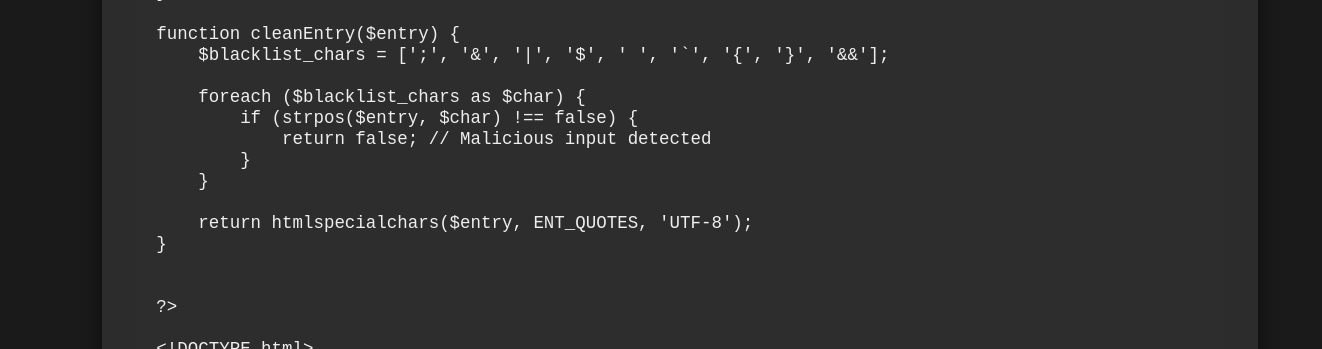 function cleanEntry($entry) {
    $blacklist_chars = [';', '&', '|', '$', ' ', '`', '{', '}', '&&'];
    foreach ($blacklist_chars as $char) {
        if (strpos($entry, $char) !== false) {
            return false; // Malicious input detected
        }
    }
    return htmlspecialchars($entry, ENT_QUOTES, 'UTF-8');
}
?>
<!DOCTYPE html>